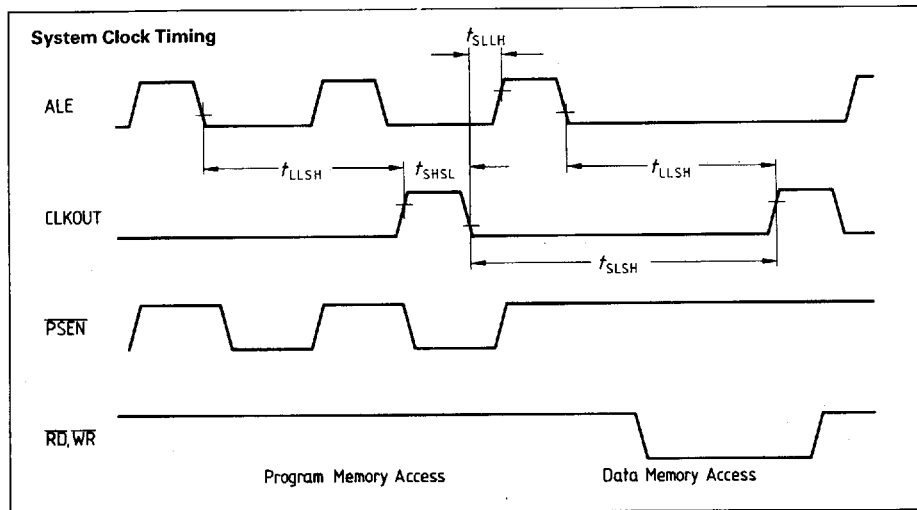 System Clock Timing
tSLLH
ALE
tLLSH
tSHSL
tLLSH
CLKOUT
tSLSH
PSEN
RD,WR
Program Memory Access
Data Memory Access